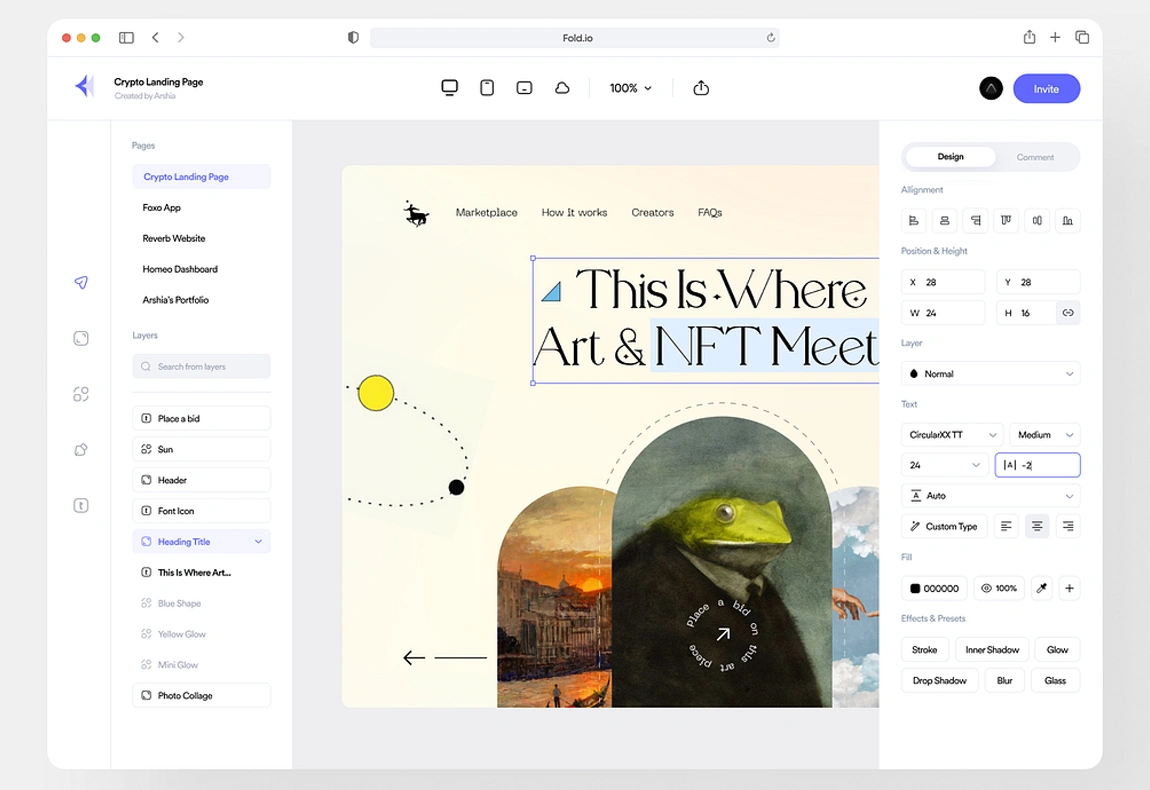 Fold.io
Crypto Landing Page
Created by Arshia
100%
Invite
Pages
Crypto Landing Page
Foxo App
Reverb Website
Homeo Dashboard
Arshia's Portfolio
Layers
Search from layers
Place a bid
Sun
Header
Font Icon
Heading Title
This Is Where Art...
Blue Shape
Yellow Glow
Mini Glow
Photo Collage
Marketplace How It works Creators FAQs
This Is Where
Art & NFT Meet
Place a bid on this art piece
Design Comment
Allignment
Position & Height
X 28 Y 28
W 24 H 16
Layer
Normal
Text
CircularXX TT Medium
24 |A| -2
A Auto
Custom Type
Fill
000000 100%
Effects & Presets
Stroke Inner Shadow Glow
Drop Shadow Blur Glass